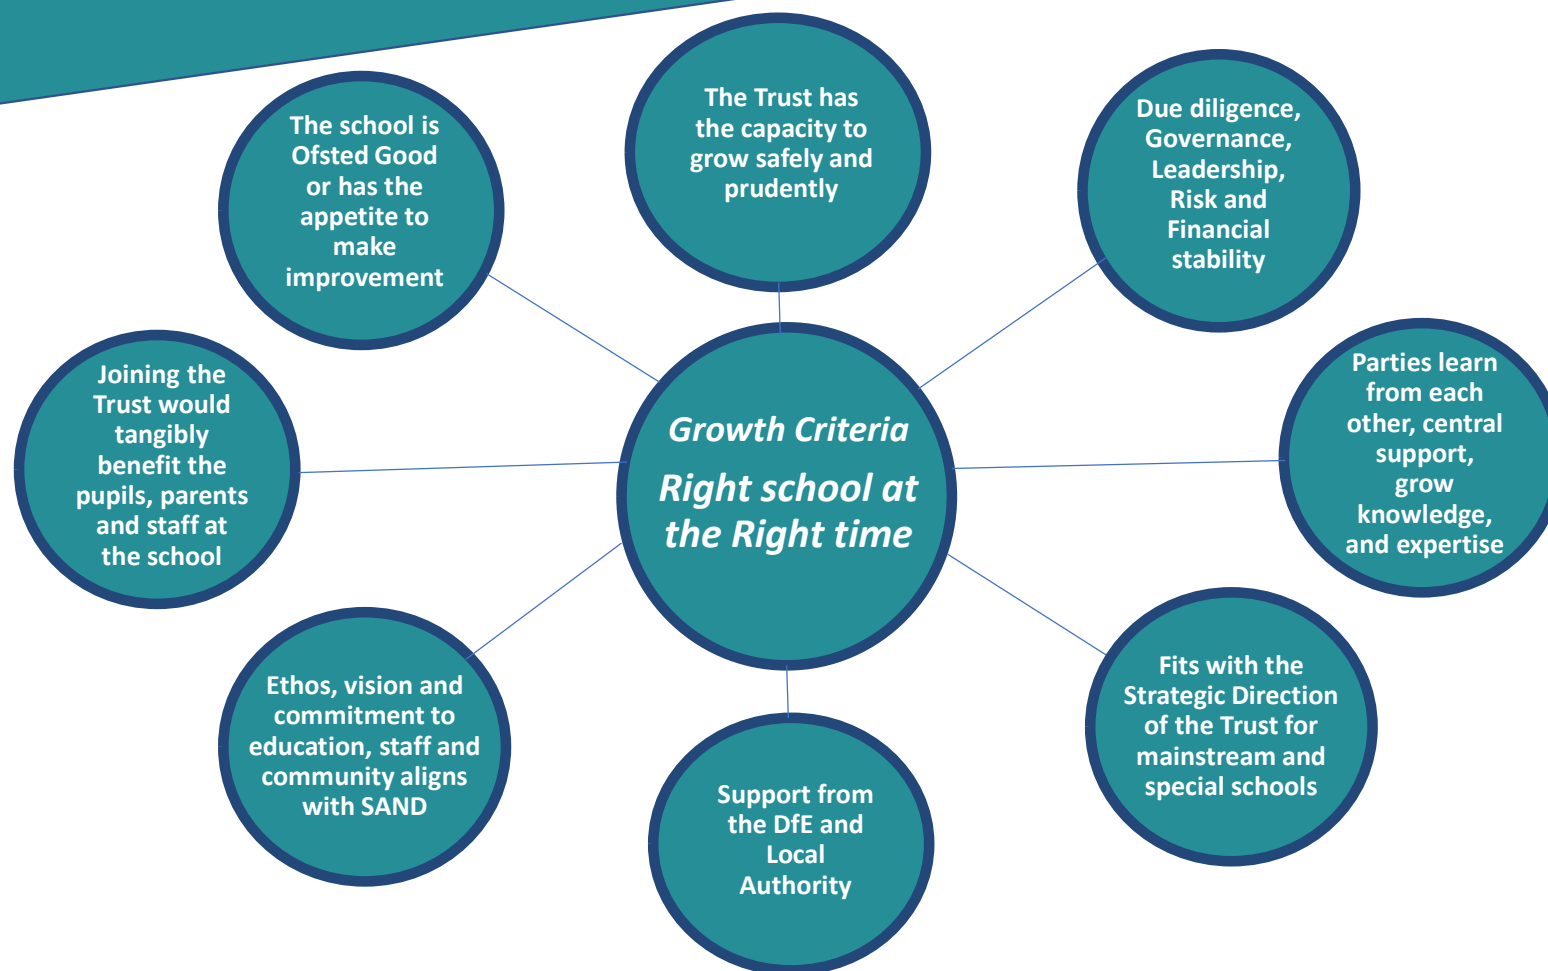 The Trust has
the capacity to
grow safely and
prudently
Due diligence,
Governance,
Leadership,
Risk and
Financial
stability
Parties learn
from each
other, central
support,
grow
knowledge,
and expertise
Fits with the
Strategic Direction
of the Trust for
mainstream and
special schools
Support from
the DfE and
Local
Authority
Ethos, vision and
commitment to
education, staff and
community aligns
with SAND
Joining the
Trust would
tangibly
benefit the
pupils, parents
and staff at
the school
The school is
Ofsted Good
or has the
appetite to
make
improvement
Growth Criteria
Right school at
the Right time